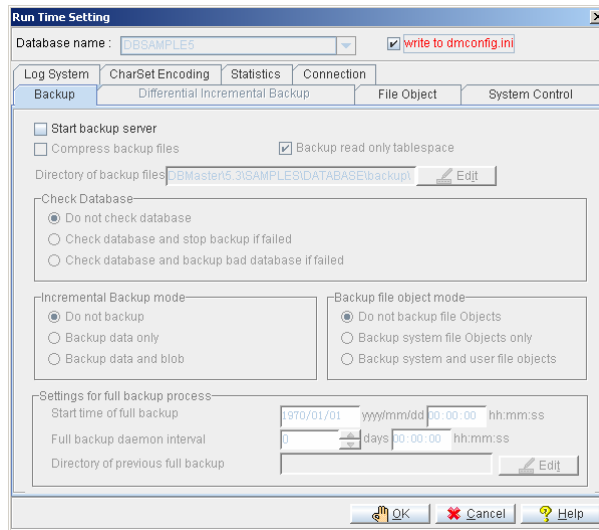 Run Time Setting
Database name : DBSAMPLE5 write to dmconfig.ini
Log System CharSet Encoding Statistics Connection
Backup Differential Incremental Backup File Object System Control
Start backup server
Compress backup files Backup read only tablespace
Directory of backup files DBMaster\5.3\SAMPLES\DATABASE\backup\ Edit
Check Database
Do not check database
Check database and stop backup if failed
Check database and backup bad database if failed
Incremental Backup mode
Do not backup
Backup data only
Backup data and blob
Backup file object mode
Do not backup file Objects
Backup system file Objects only
Backup system and user file objects
Settings for full backup process
Start time of full backup 1970/01/01 yyyy/mm/dd 00:00:00 hh:mm:ss
Full backup daemon interval 0 days 00:00:00 hh:mm:ss
Directory of previous full backup Edit
OK Cancel Help